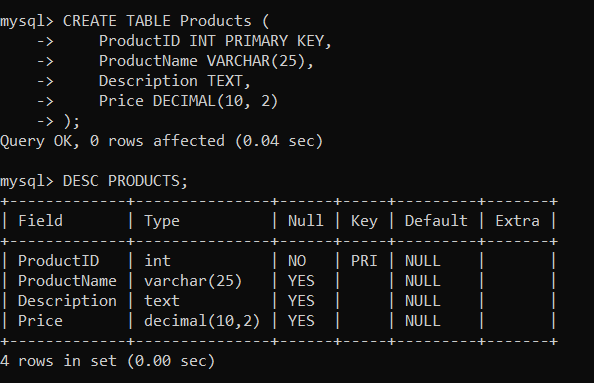 mysql> CREATE TABLE Products (
    ->     ProductID INT PRIMARY KEY,
    ->     ProductName VARCHAR(25),
    ->     Description TEXT,
    ->     Price DECIMAL(10, 2)
    -> );
Query OK, 0 rows affected (0.04 sec)

mysql> DESC PRODUCTS;
+-------------+---------------+------+-----+---------+-------+
| Field       | Type          | Null | Key | Default | Extra |
+-------------+---------------+------+-----+---------+-------+
| ProductID   | int           | NO   | PRI | NULL    |       |
| ProductName | varchar(25)   | YES  |     | NULL    |       |
| Description | text          | YES  |     | NULL    |       |
| Price       | decimal(10,2) | YES  |     | NULL    |       |
+-------------+---------------+------+-----+---------+-------+
4 rows in set (0.00 sec)